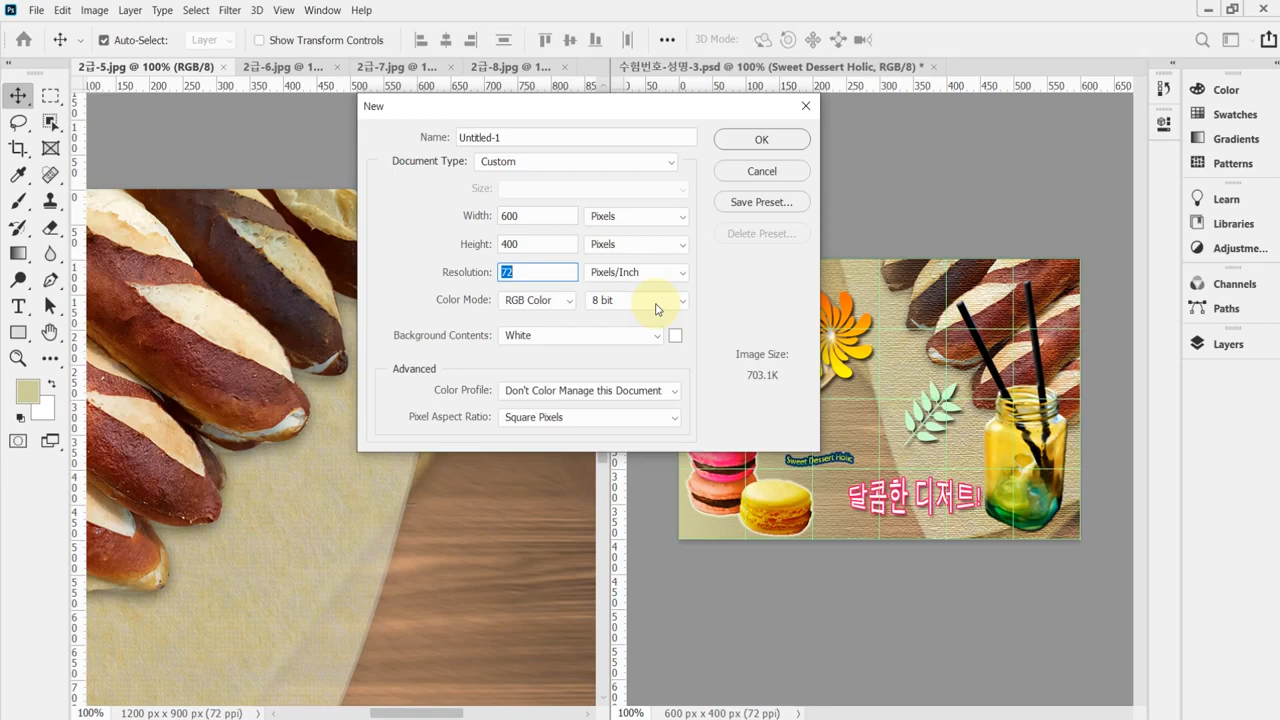 Ps File Edit Image Layer Type Select Filter 3D View Window Help
Auto-Select: Layer Show Transform Controls 3D Mode:
2급-5.jpg @ 100% (RGB/8) 2급-6.jpg @ 1... 2급-7.jpg @ 1... 2급-8.jpg @ 1... 수험번호-성명-3.psd @ 100% (Sweet Dessert Holic, RGB/8) *
New
Name: Untitled-1
OK
Document Type: Custom
Cancel
Size:
Save Preset...
Width: 600 Pixels
Delete Preset...
Height: 400 Pixels
Resolution: 72 Pixels/Inch
Color Mode: RGB Color 8 bit
Background Contents: White
Image Size:
703.1K
Advanced
Color Profile: Don't Color Manage this Document
Pixel Aspect Ratio: Square Pixels
Color
Swatches
Gradients
Patterns
Learn
Libraries
Adjustme...
Channels
Paths
Layers
Sweet Dessert Holic
달콤한 디저트!
100% 1200 px x 900 px (72 ppi)
100% 600 px x 400 px (72 ppi)